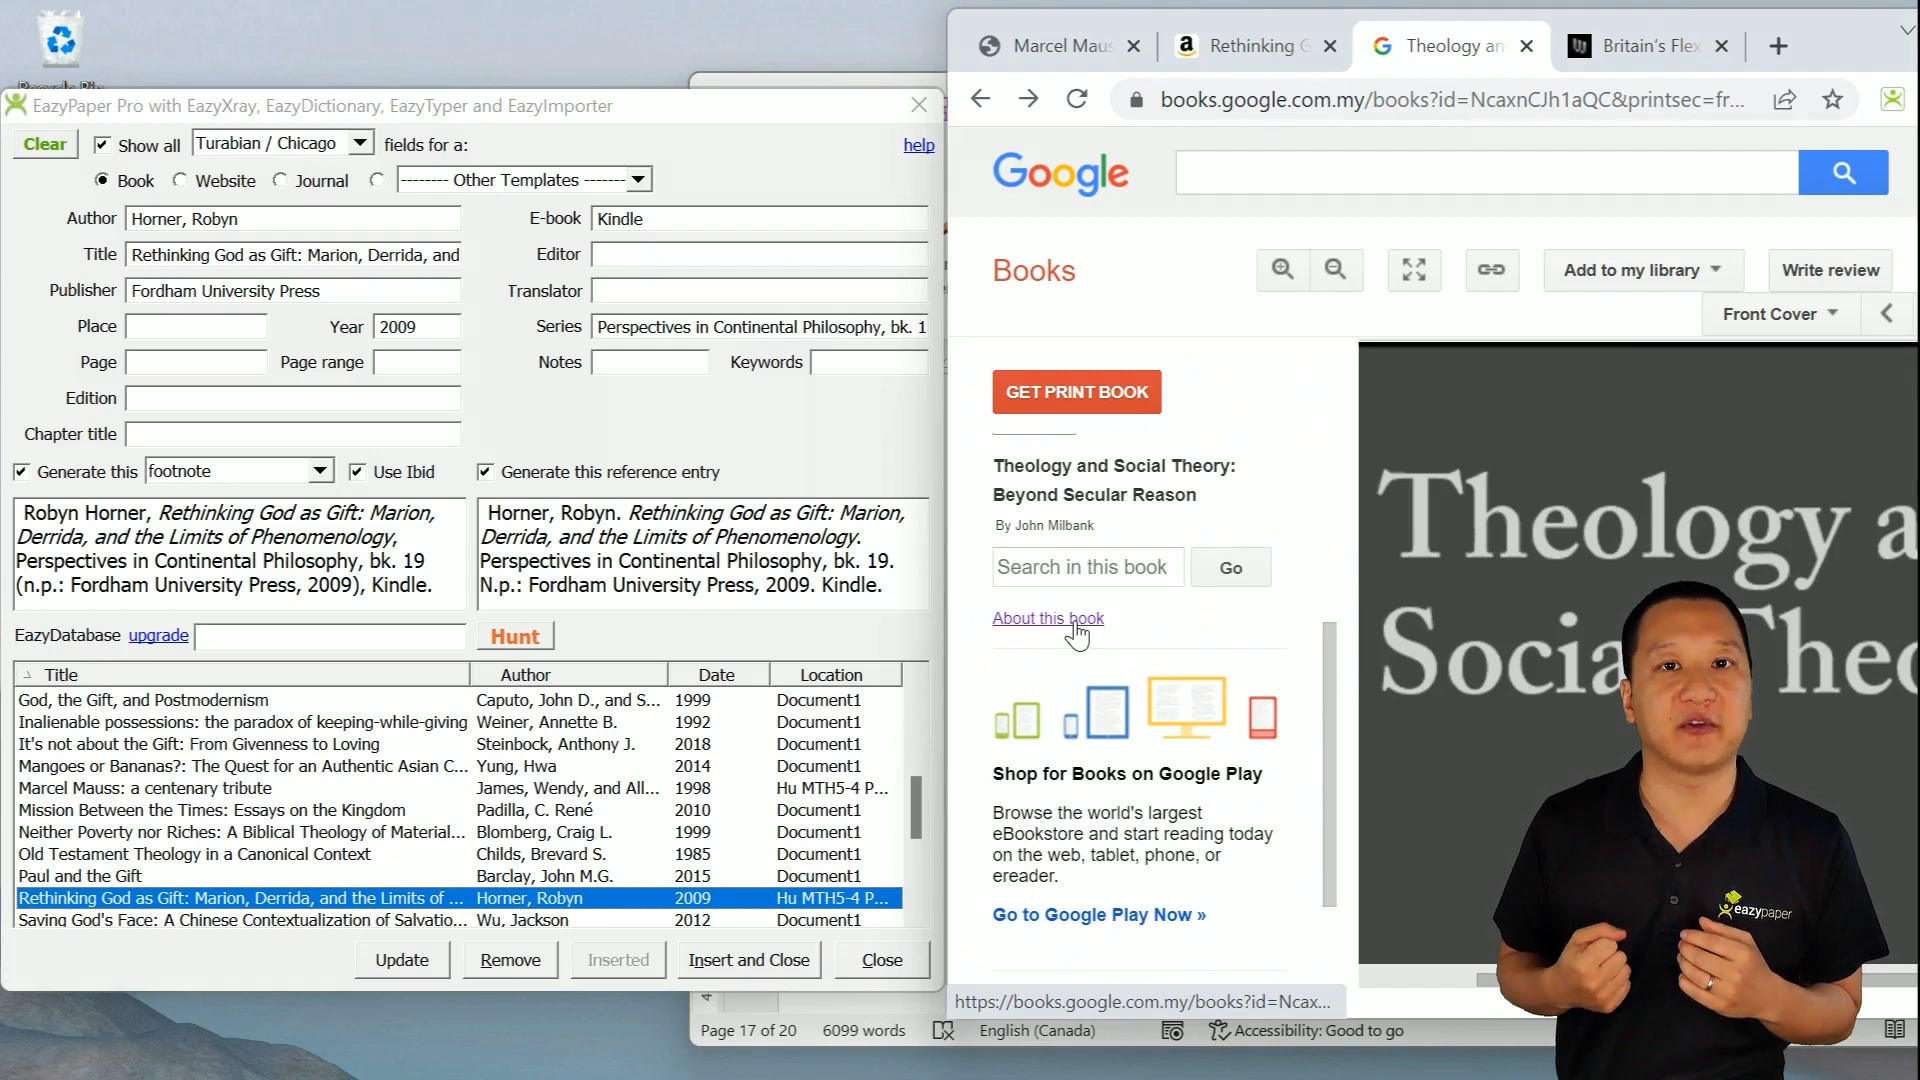 Marcel Maus
Rethinking G
Theology an
Britain's Flex
EazyPaper Pro with EazyXray, EazyDictionary, EazyTyper and EazyImporter
books.google.com.my/books?id=NcaxnCJh1aQC&printsec=fr...
Clear
Show all
Turabian / Chicago
fields for a:
help
Book
Website
Journal
-------- Other Templates -------
Author
Horner, Robyn
E-book
Kindle
Title
Rethinking God as Gift: Marion, Derrida, and
Editor
Publisher
Fordham University Press
Translator
Place
Year
2009
Series
Perspectives in Continental Philosophy, bk. 1
Page
Page range
Notes
Keywords
Edition
Chapter title
Generate this
footnote
Use Ibid
Generate this reference entry
Robyn Horner, Rethinking God as Gift: Marion,
Derrida, and the Limits of Phenomenology,
Perspectives in Continental Philosophy, bk. 19
(n.p.: Fordham University Press, 2009), Kindle.
Horner, Robyn. Rethinking God as Gift: Marion,
Derrida, and the Limits of Phenomenology.
Perspectives in Continental Philosophy, bk. 19.
N.p.: Fordham University Press, 2009. Kindle.
EazyDatabase
upgrade
Hunt
Title Author Date Location
God, the Gift, and Postmodernism Caputo, John D., and S... 1999 Document1
Inalienable possessions: the paradox of keeping-while-giving Weiner, Annette B. 1992 Document1
It's not about the Gift: From Givenness to Loving Steinbock, Anthony J. 2018 Document1
Mangoes or Bananas?: The Quest for an Authentic Asian C... Yung, Hwa 2014 Document1
Marcel Mauss: a centenary tribute James, Wendy, and All... 1998 Hu MTH5-4 P...
Mission Between the Times: Essays on the Kingdom Padilla, C. René 2010 Document1
Neither Poverty nor Riches: A Biblical Theology of Material... Blomberg, Craig L. 1999 Document1
Old Testament Theology in a Canonical Context Childs, Brevard S. 1985 Document1
Paul and the Gift Barclay, John M.G. 2015 Document1
Rethinking God as Gift: Marion, Derrida, and the Limits of ... Horner, Robyn 2009 Hu MTH5-4 P...
Saving God's Face: A Chinese Contextualization of Salvatio... Wu, Jackson 2012 Document1
Update
Remove
Inserted
Insert and Close
Close
Google
Books
Add to my library
Write review
Front Cover
GET PRINT BOOK
Theology and Social Theory:
Beyond Secular Reason
By John Milbank
Search in this book
Go
About this book
Shop for Books on Google Play
Browse the world's largest
eBookstore and start reading today
on the web, tablet, phone, or
ereader.
Go to Google Play Now »
Theology a
Social Theo
eazypaper
https://books.google.com.my/books?id=Ncax...
Page 17 of 20
6099 words
English (Canada)
Accessibility: Good to go